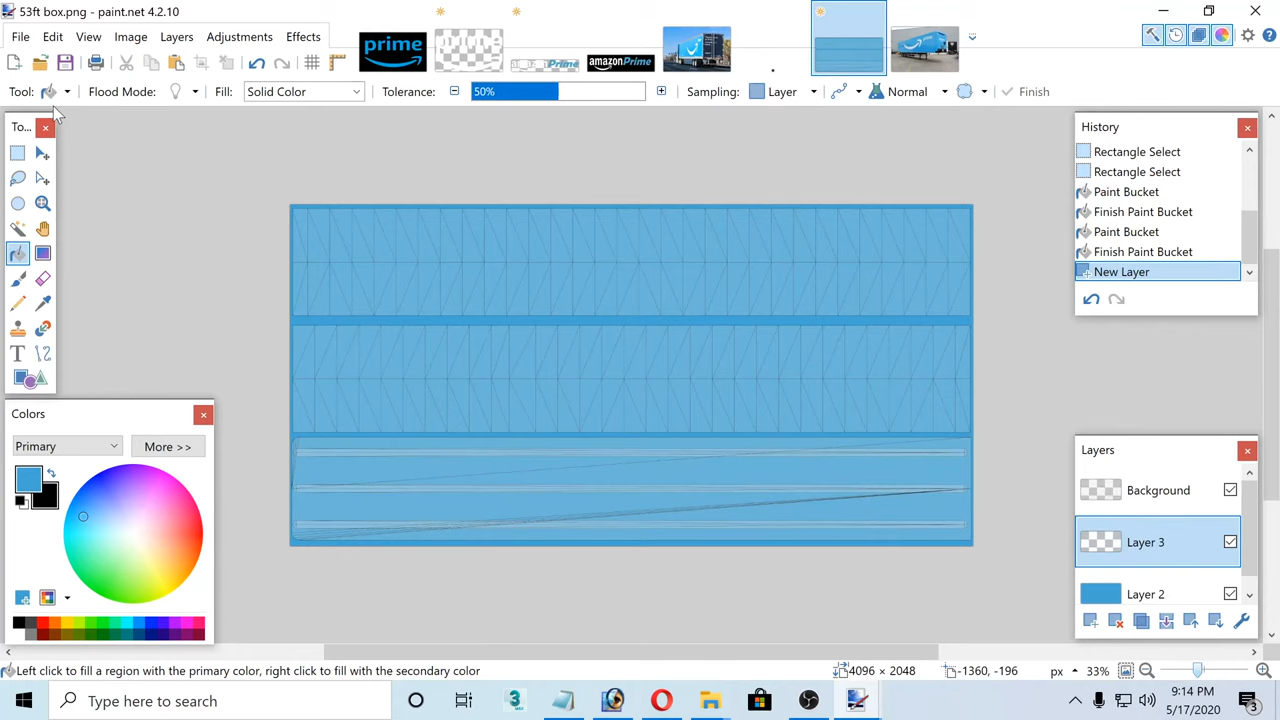 53ft box.png - paint.net 4.2.10
File Edit View Image Layers Adjustments Effects
prime
prime
Prime
amazonPrime
Tool: Flood Mode: Fill: Solid Color Tolerance: 50% Sampling: Layer Normal Finish
To...
History
Rectangle Select
Rectangle Select
Paint Bucket
Finish Paint Bucket
Paint Bucket
Finish Paint Bucket
New Layer
T
Colors
Primary More >>
Layers
Background
Layer 3
Layer 2
Left click to fill a region with the primary color, right click to fill with the secondary color
4096 × 2048 -1360, -196 px 33%
Type here to search
3
9:14 PM
5/17/2020
3